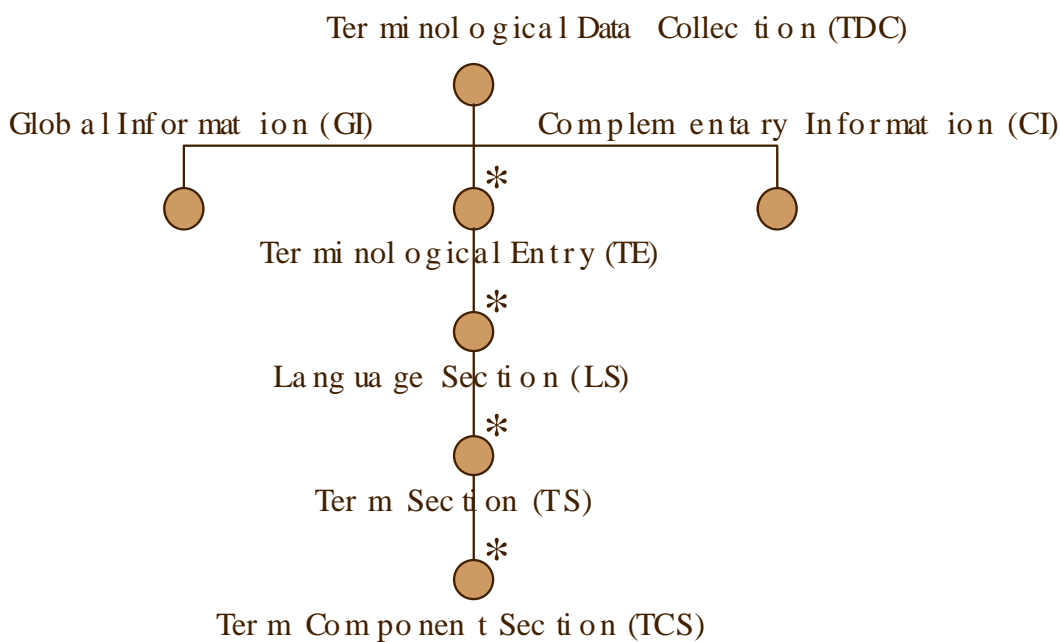 Terminological Data Collection (TDC)
Global Information (GI)
Complementary Information (CI)
*
Terminological Entry (TE)
*
Language Section (LS)
*
Term Section (TS)
*
Term Component Section (TCS)